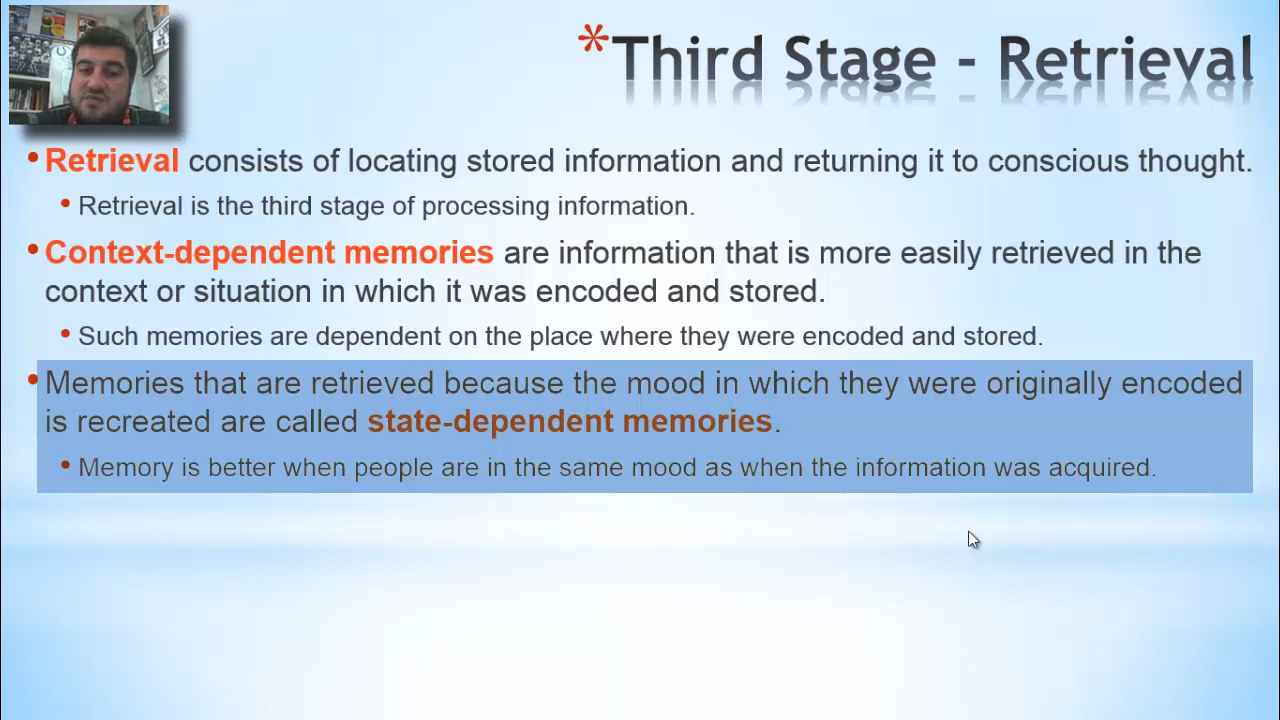 *Third Stage - Retrieval
• Retrieval consists of locating stored information and returning it to conscious thought.
• Retrieval is the third stage of processing information.
• Context-dependent memories are information that is more easily retrieved in the
context or situation in which it was encoded and stored.
• Such memories are dependent on the place where they were encoded and stored.
• Memories that are retrieved because the mood in which they were originally encoded
is recreated are called state-dependent memories.
• Memory is better when people are in the same mood as when the information was acquired.